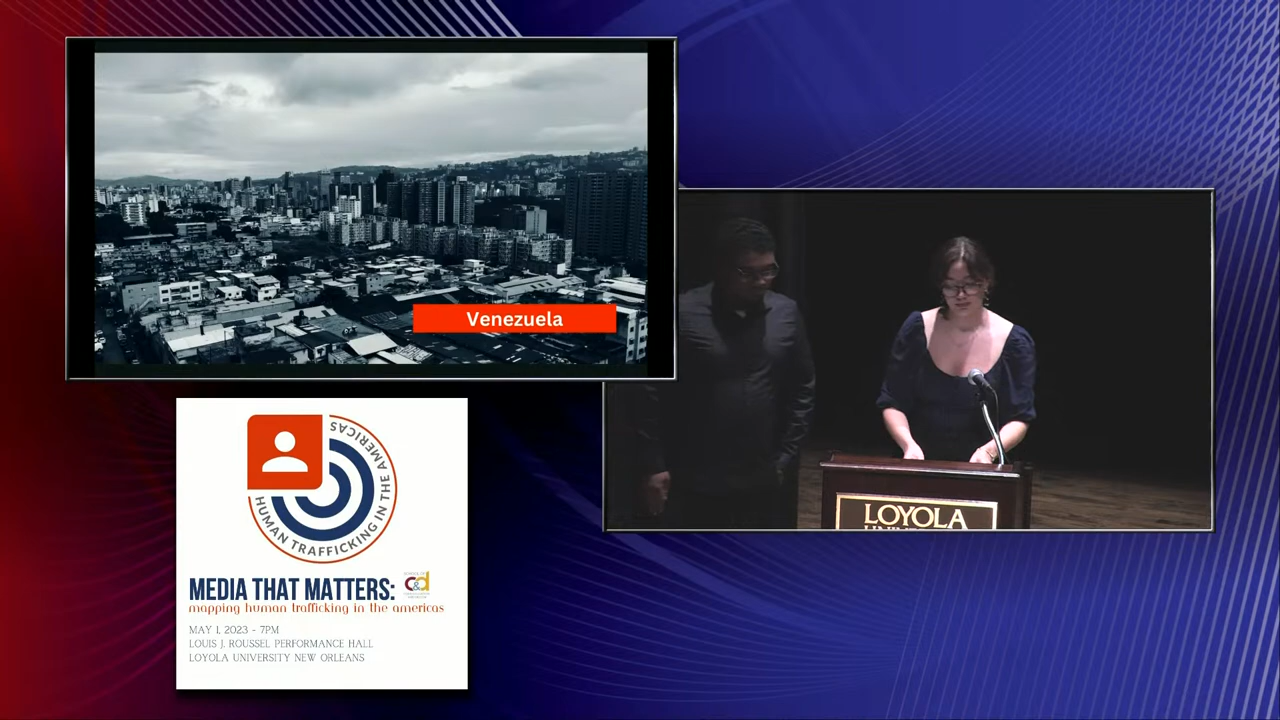 Venezuela
HUMAN TRAFFICKING IN THE AMERICAS
MEDIA THAT MATTERS:
c&d
mapping human trafficking in the americas
MAY 1, 2023 - 7PM
LOUIS J. ROUSSEL PERFORMANCE HALL
LOYOLA UNIVERSITY NEW ORLEANS
LOYOLA